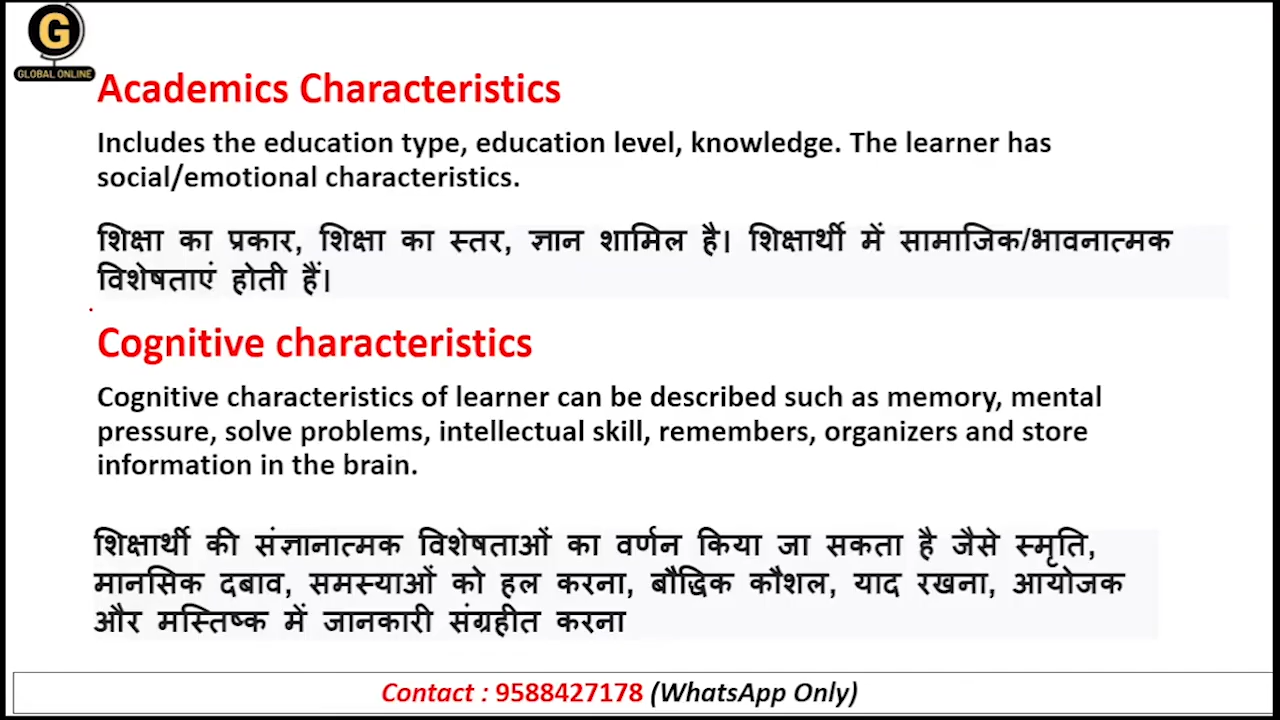 G
GLOBAL ONLINE
Academics Characteristics
Includes the education type, education level, knowledge. The learner has
social/emotional characteristics.
शिक्षा का प्रकार, शिक्षा का स्तर, ज्ञान शामिल है। शिक्षार्थी में सामाजिक/भावनात्मक
विशेषताएं होती हैं।
Cognitive characteristics
Cognitive characteristics of learner can be described such as memory, mental
pressure, solve problems, intellectual skill, remembers, organizers and store
information in the brain.
शिक्षार्थी की संज्ञानात्मक विशेषताओं का वर्णन किया जा सकता है जैसे स्मृति,
मानसिक दबाव, समस्याओं को हल करना, बौद्धिक कौशल, याद रखना, आयोजक
और मस्तिष्क में जानकारी संग्रहीत करना
Contact : 9588427178 (WhatsApp Only)